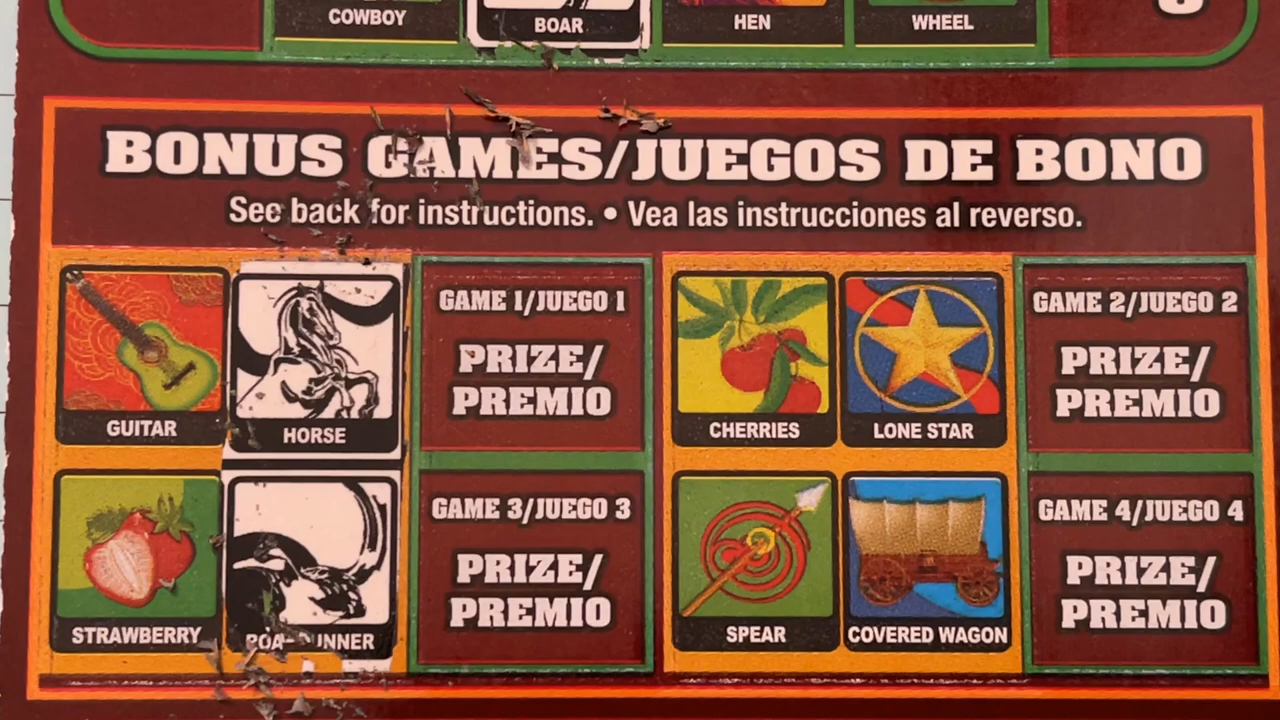 COWBOY
BOAR
HEN
WHEEL
BONUS GAMES/JUEGOS DE BONO
See back for instructions. • Vea las instrucciones al reverso.
GUITAR
HORSE
GAME 1/JUEGO 1
PRIZE/
PREMIO
CHERRIES
LONE STAR
GAME 2/JUEGO 2
PRIZE/
PREMIO
STRAWBERRY
ROADRUNNER
GAME 3/JUEGO 3
PRIZE/
PREMIO
SPEAR
COVERED WAGON
GAME 4/JUEGO 4
PRIZE/
PREMIO